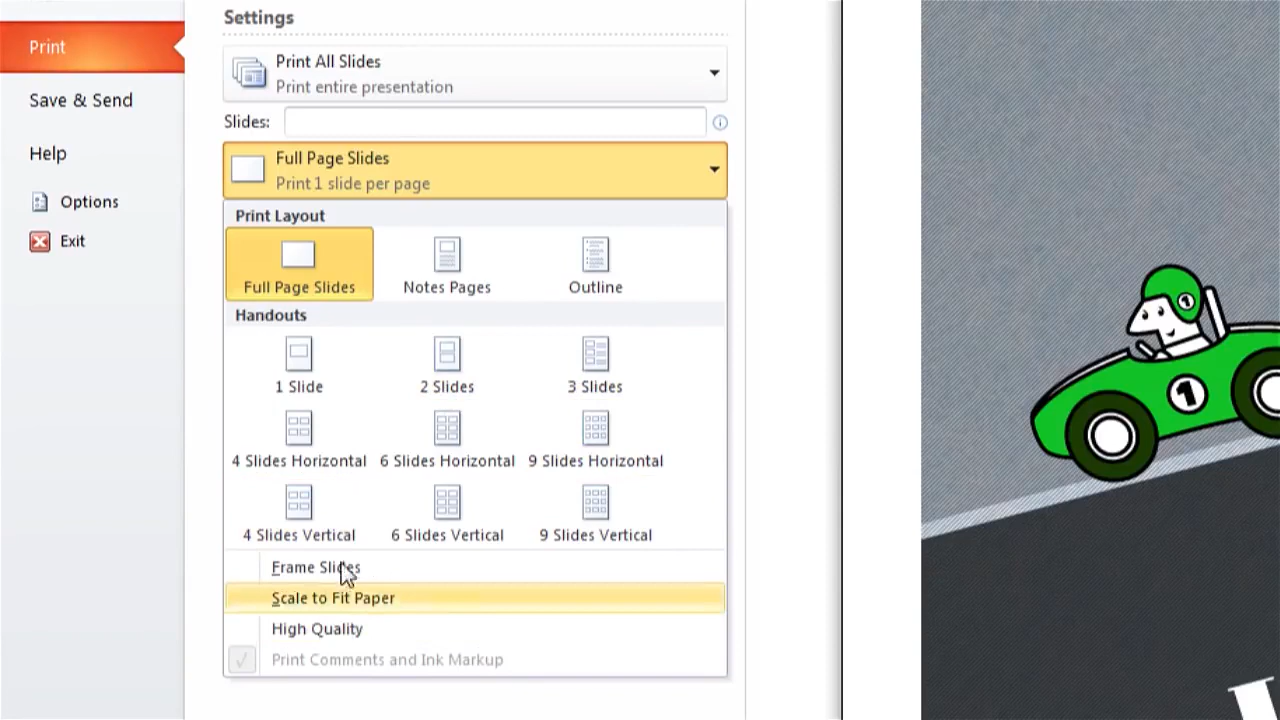 Settings
Print
Print All Slides
Print entire presentation
Save & Send
Slides:
Help
Full Page Slides
Print 1 slide per page
Options
Print Layout
Exit
Full Page Slides Notes Pages Outline
Handouts
1 Slide 2 Slides 3 Slides
4 Slides Horizontal 6 Slides Horizontal 9 Slides Horizontal
4 Slides Vertical 6 Slides Vertical 9 Slides Vertical
Frame Slides
Scale to Fit Paper
High Quality
Print Comments and Ink Markup
1
1